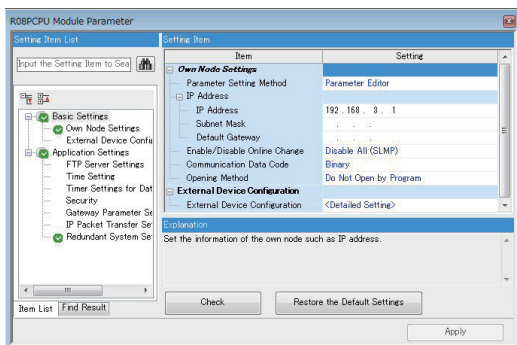 R08PCPU Module Parameter
Setting Item List
Input the Setting Item to Sea
Basic Settings
Own Node Settings
External Device Config
Application Settings
FTP Server Settings
Time Setting
Timer Settings for Dat
Security
Gateway Parameter Se
IP Packet Transfer Se
Redundant System Se
Item List Find Result
Setting Item
Item Setting
Own Node Settings
Parameter Setting Method Parameter Editor
IP Address
IP Address 192 . 168 . 3 . 1
Subnet Mask . . .
Default Gateway . . .
Enable/Disable Online Change Disable All (SLMP)
Communication Data Code Binary
Opening Method Do Not Open by Program
External Device Configuration
External Device Configuration <Detailed Setting>
Explanation
Set the information of the own node such as IP address.
Check Restore the Default Settings
Apply